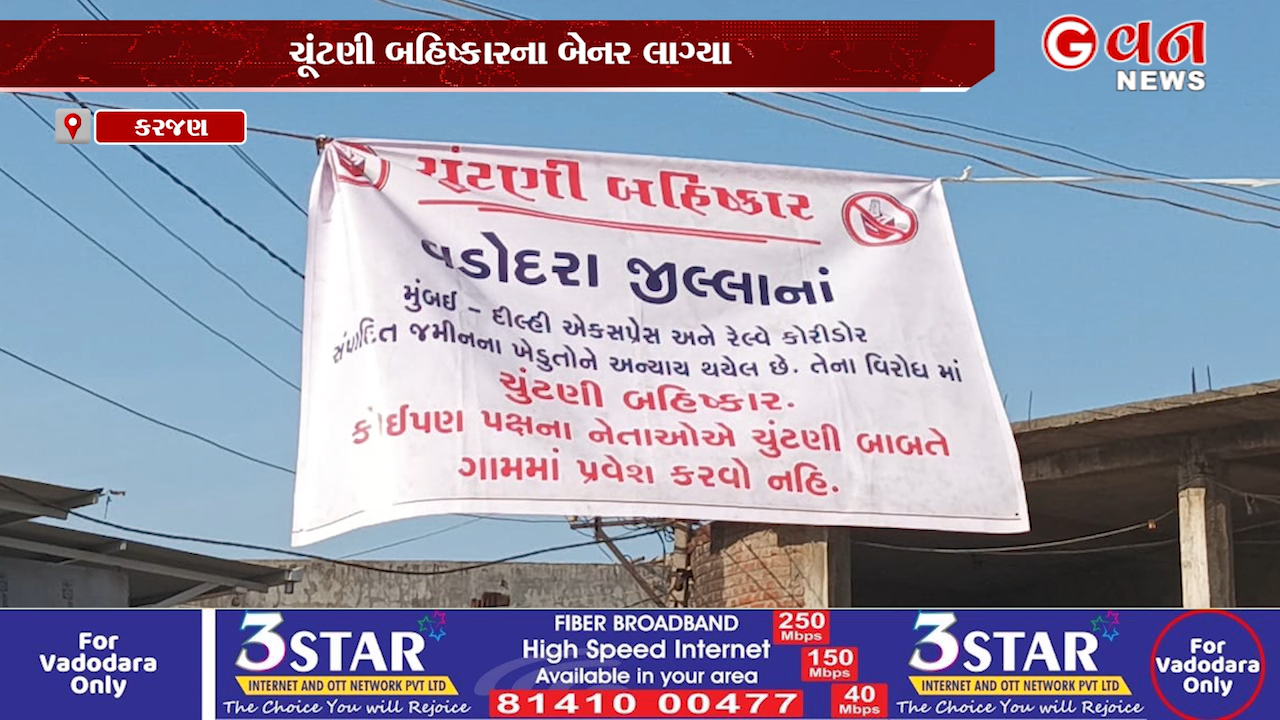 ચૂંટણી બહિષ્કારના બેનર લાગ્યા
G વન
NEWS
કરજણ
ચુંટણી બહિષ્કાર
વડોદરા જીલ્લાનાં
મુંબઈ – દીલ્હી એકસપ્રેસ અને રેલ્વે કોરીડોર
સંપાદિત જમીનના ખેડુતોને અન્યાય થયેલ છે. તેના વિરોધ માં
ચુંટણી બહિષ્કાર.
કોઈપણ પક્ષના નેતાઓએ ચુંટણી બાબતે
ગામમાં પ્રવેશ કરવો નહિ.
For
Vadodara
Only
3STAR
INTERNET AND OTT NETWORK PVT LTD
The Choice You will Rejoice
FIBER BROADBAND
High Speed Internet
Available in your area
81410 00477
250
Mbps
150
Mbps
40
Mbps
3STAR
INTERNET AND OTT NETWORK PVT LTD
The Choice You will Rejoice
For
Vadodara
Only